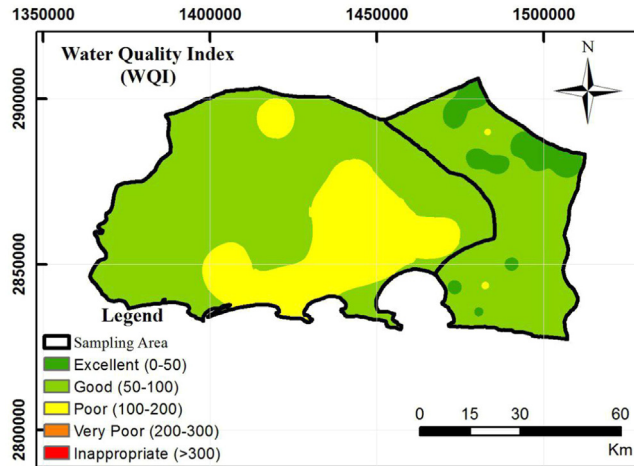 1350000 1400000 1450000 1500000
Water Quality Index
(WQI)
N
2900000
2850000
2800000
Legend
Sampling Area
Excellent (0-50)
Good (50-100)
Poor (100-200)
Very Poor (200-300)
Inappropriate (>300)
0 15 30 60
Km